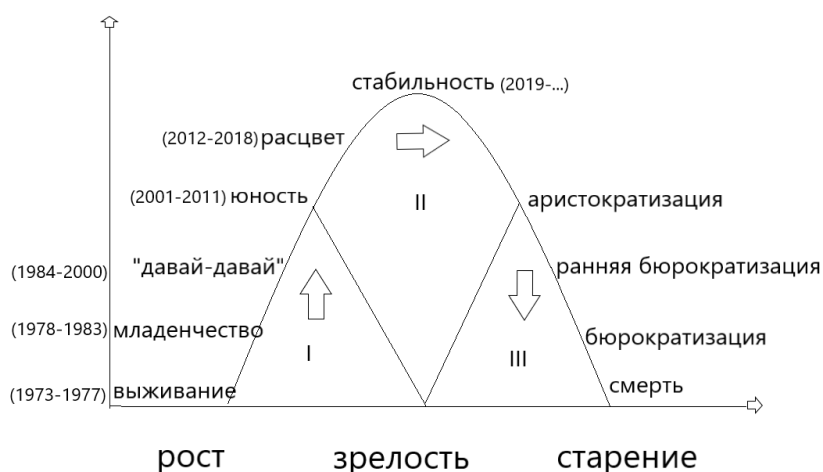 стабильность (2019-...)
(2012-2018) расцвет
(2001-2011) юность
II
аристократизация
(1984-2000) "давай-давай"
ранняя бюрократизация
(1978-1983) младенчество
I
III
бюрократизация
(1973-1977) выживание
смерть
рост зрелость старение